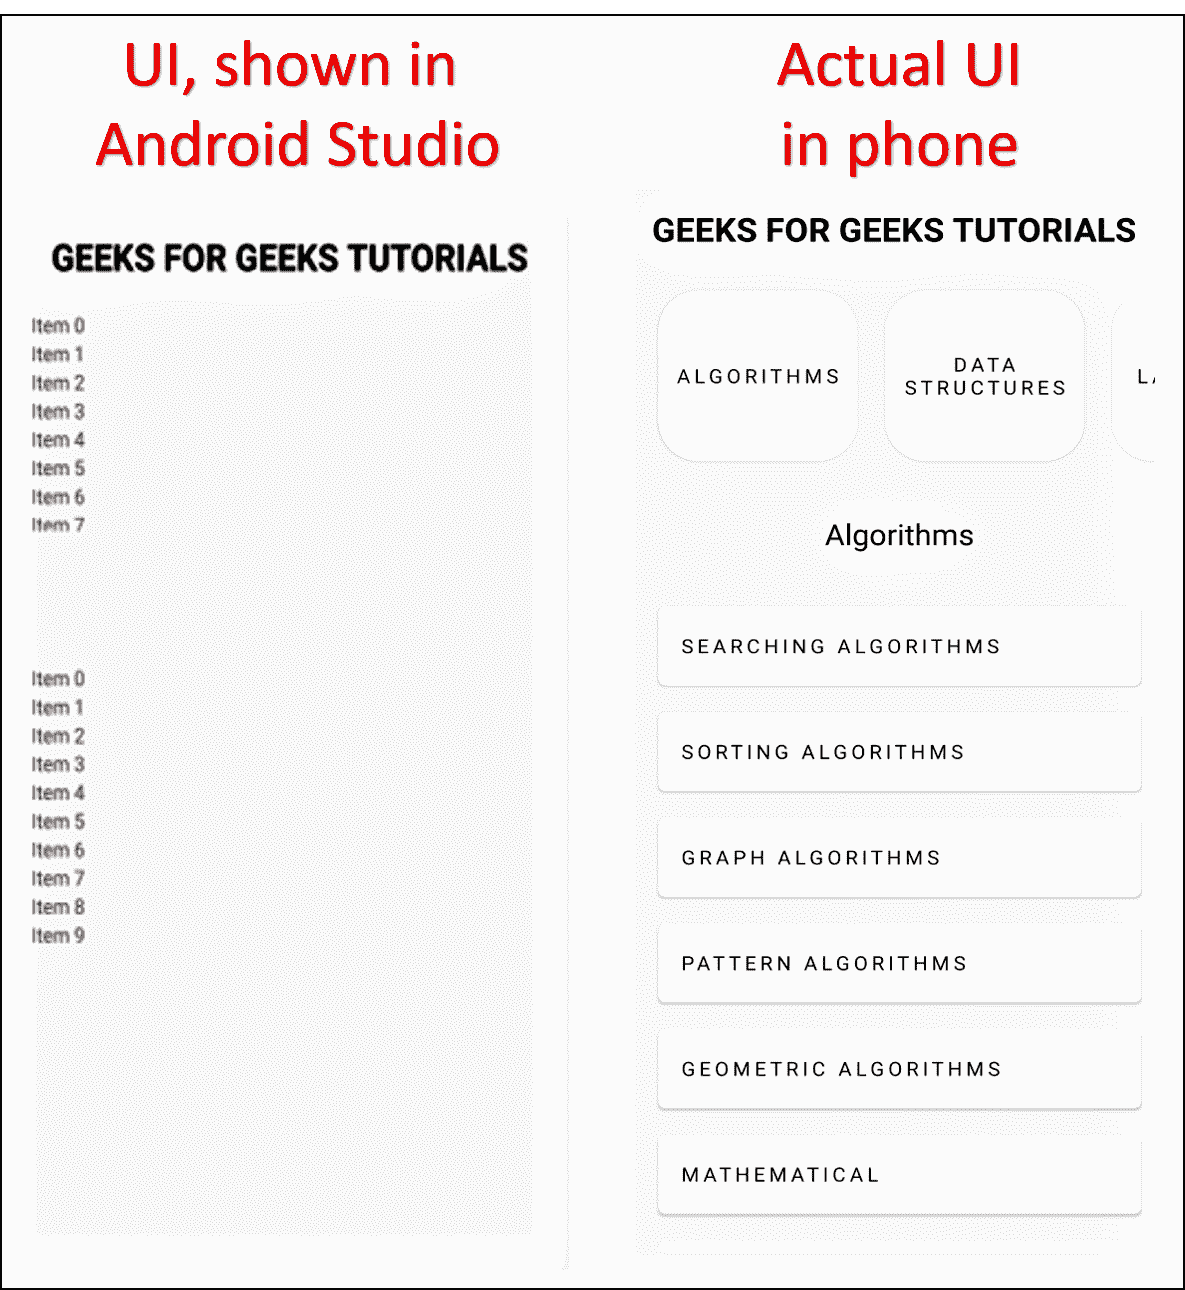 UI, shown in
Android Studio
GEEKS FOR GEEKS TUTORIALS
Item 0
Item 1
Item 2
Item 3
Item 4
Item 5
Item 6
Item 7
Item 0
Item 1
Item 2
Item 3
Item 4
Item 5
Item 6
Item 7
Item 8
Item 9
Actual UI
in phone
GEEKS FOR GEEKS TUTORIALS
ALGORITHMS
DATA
STRUCTURES
Algorithms
SEARCHING ALGORITHMS
SORTING ALGORITHMS
GRAPH ALGORITHMS
PATTERN ALGORITHMS
GEOMETRIC ALGORITHMS
MATHEMATICAL